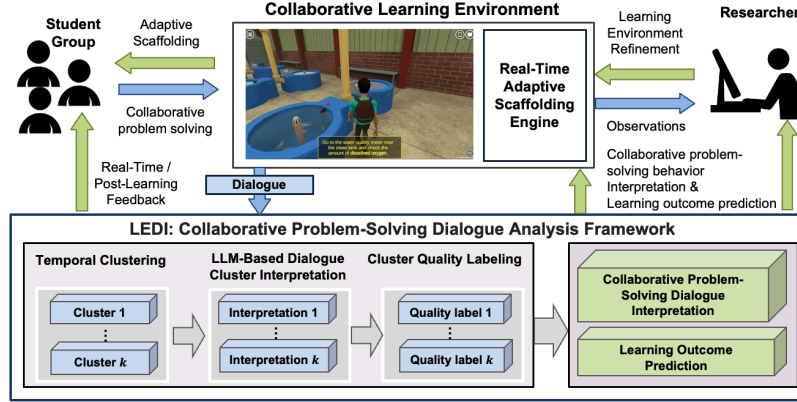 Collaborative Learning Environment
Student
Group
Adaptive
Scaffolding
Collaborative
problem solving
Go to the water quality meter near
the clean tank and check the
amount of dissolved oxygen.
Real-Time
Adaptive
Scaffolding
Engine
Learning
Environment
Refinement
Researcher
Observations
Real-Time /
Post-Learning
Feedback
Dialogue
Collaborative problem-
solving behavior
Interpretation &
Learning outcome prediction
LEDI: Collaborative Problem-Solving Dialogue Analysis Framework
Temporal Clustering
Cluster 1
⋮
Cluster k
LLM-Based Dialogue
Cluster Interpretation
Interpretation 1
⋮
Interpretation k
Cluster Quality Labeling
Quality label 1
⋮
Quality label k
Collaborative Problem-
Solving Dialogue
Interpretation
Learning Outcome
Prediction